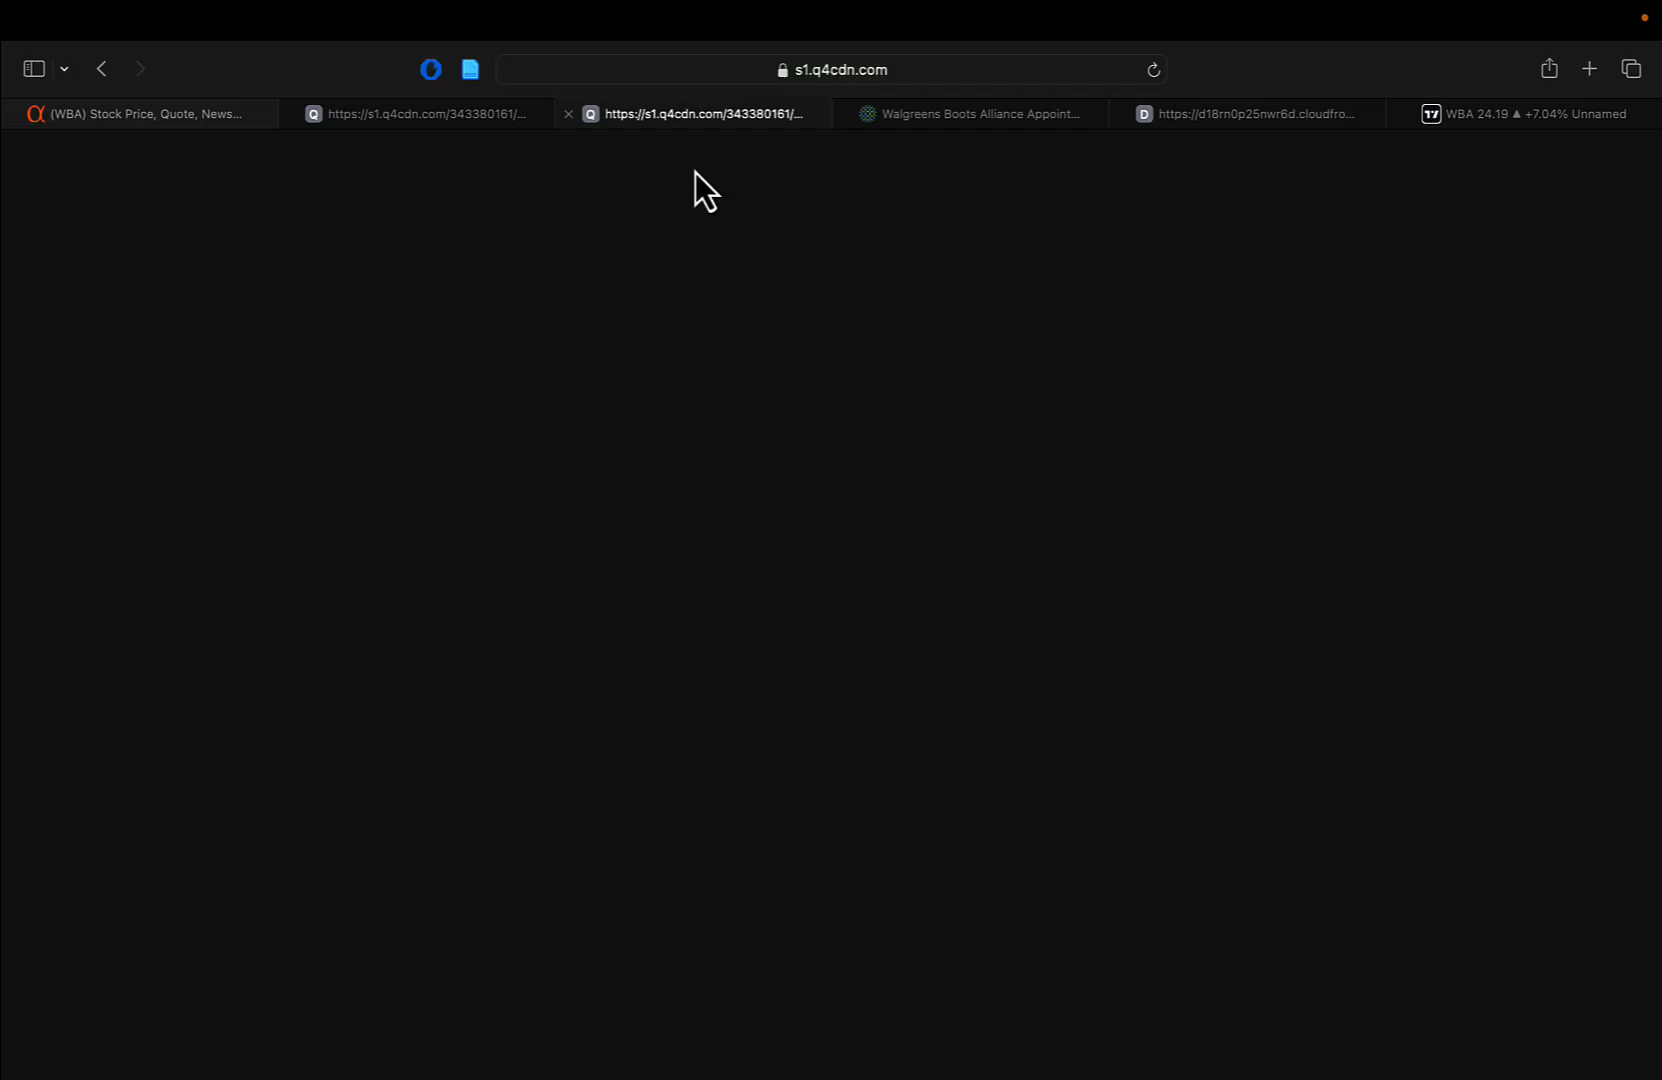 s1.q4cdn.com
(WBA) Stock Price, Quote, News...
Q https://s1.q4cdn.com/343380161/...
Q https://s1.q4cdn.com/343380161/...
Walgreens Boots Alliance Appoint...
D https://d18rn0p25nwr6d.cloudfro...
WBA 24.19 ▲ +7.04% Unnamed